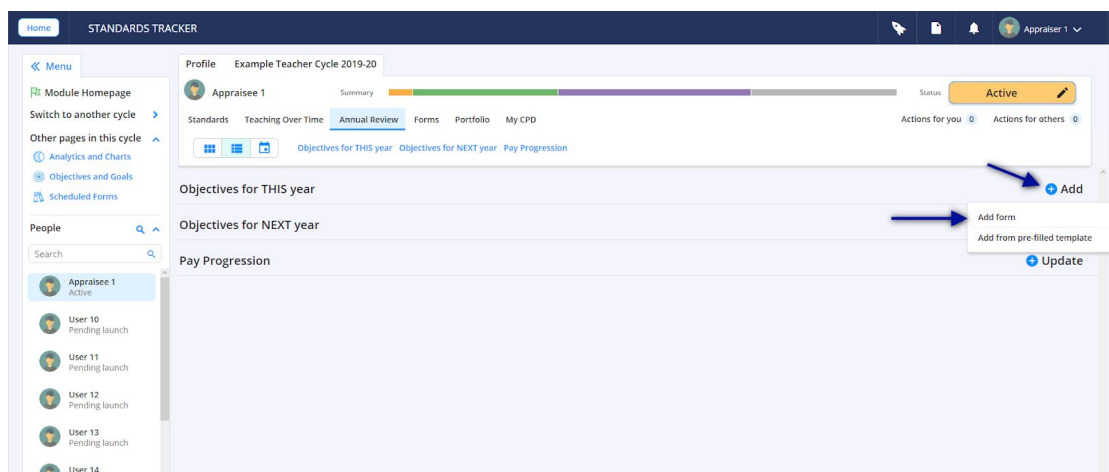 Home STANDARDS TRACKER Appraiser 1
Menu
Module Homepage
Switch to another cycle
Other pages in this cycle
Analytics and Charts
Objectives and Goals
Scheduled Forms
People
Search
Appraisee 1
Active
User 10
Pending launch
User 11
Pending launch
User 12
Pending launch
User 13
Pending launch
User 14
Profile Example Teacher Cycle 2019-20
Appraisee 1 Summary Status Active
Standards Teaching Over Time Annual Review Forms Portfolio My CPD Actions for you 0 Actions for others 0
Objectives for THIS year Objectives for NEXT year Pay Progression
Objectives for THIS year Add
Add form
Add from pre-filled template
Objectives for NEXT year
Pay Progression Update